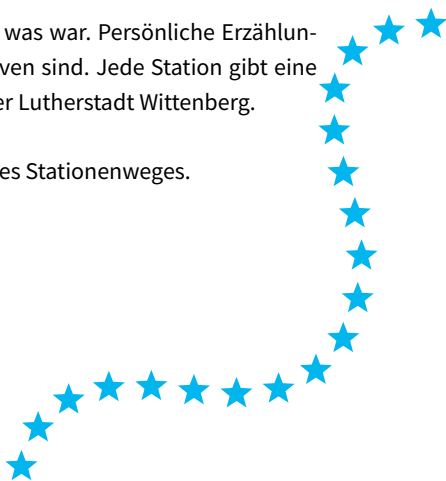 was war. Persönliche Erzählun-
ven sind. Jede Station gibt eine
er Lutherstadt Wittenberg.
es Stationenweges.